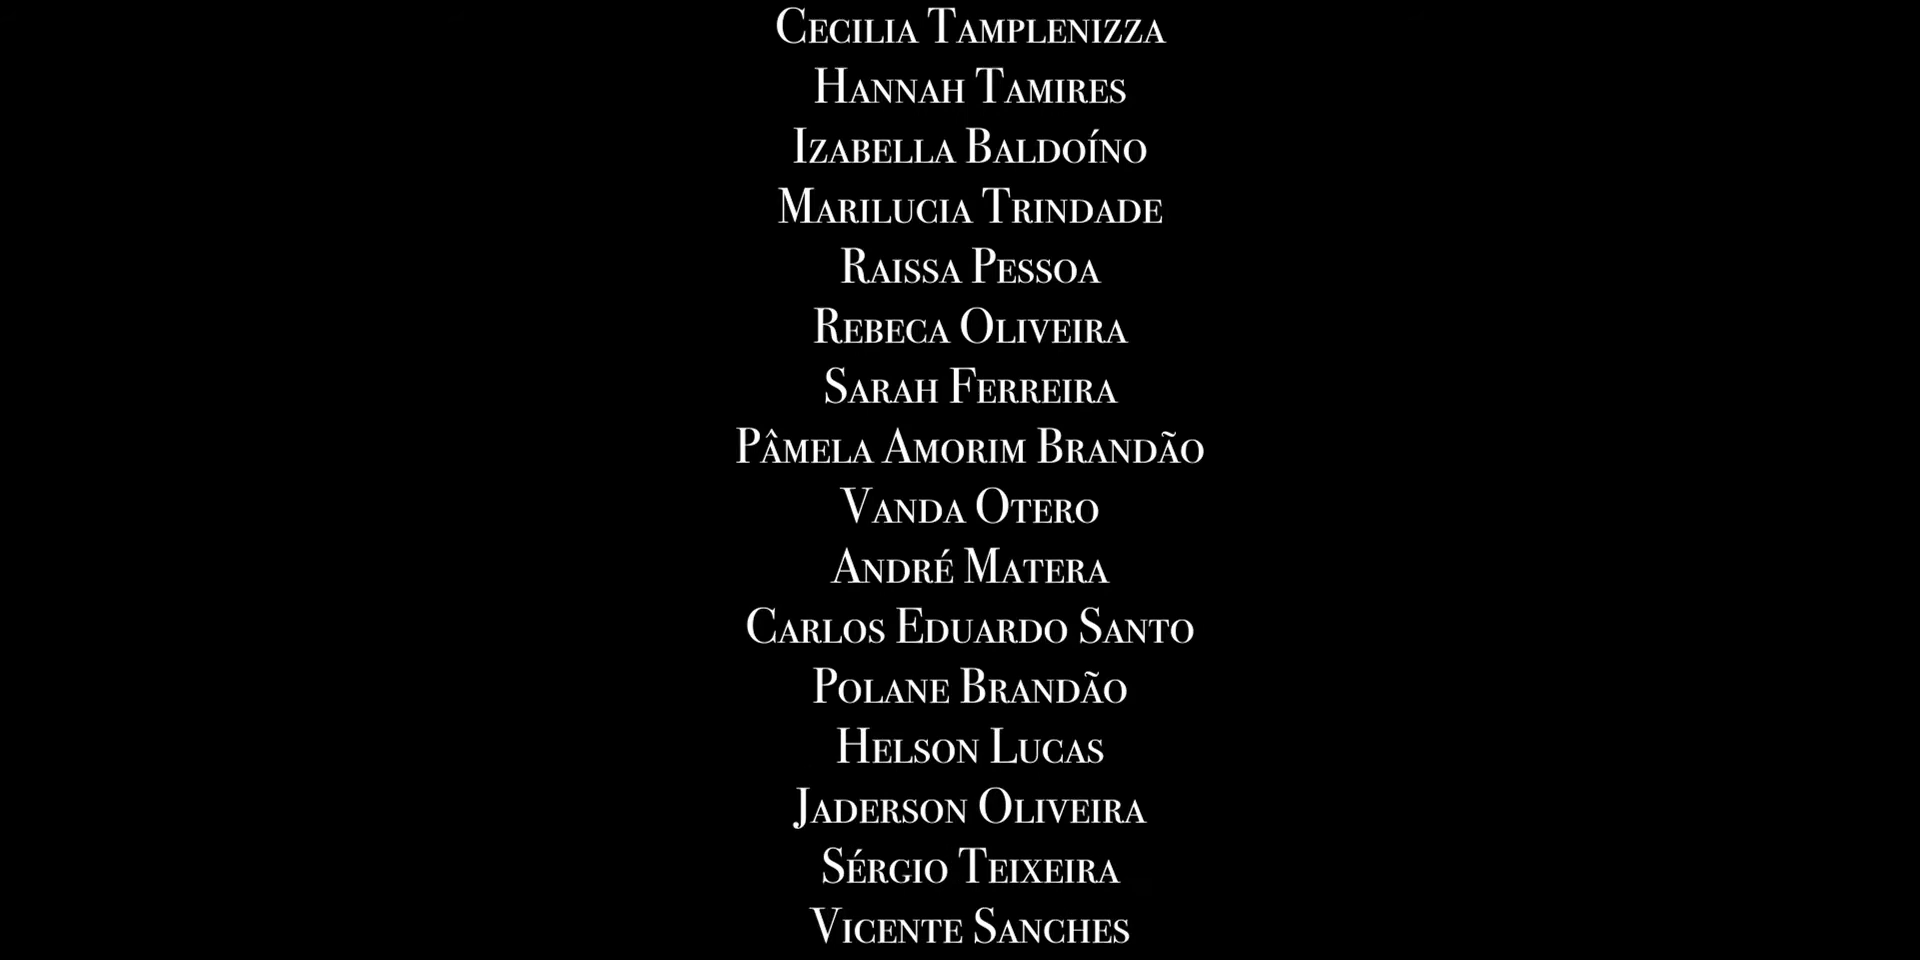 Cecilia Tamplenizza
Hannah Tamires
Izabella Baldoíno
Marilucia Trindade
Raissa Pessoa
Rebeca Oliveira
Sarah Ferreira
Pâmela Amorim Brandão
Vanda Otero
André Matera
Carlos Eduardo Santo
Polane Brandão
Helson Lucas
Jaderson Oliveira
Sérgio Teixeira
Vicente Sanches